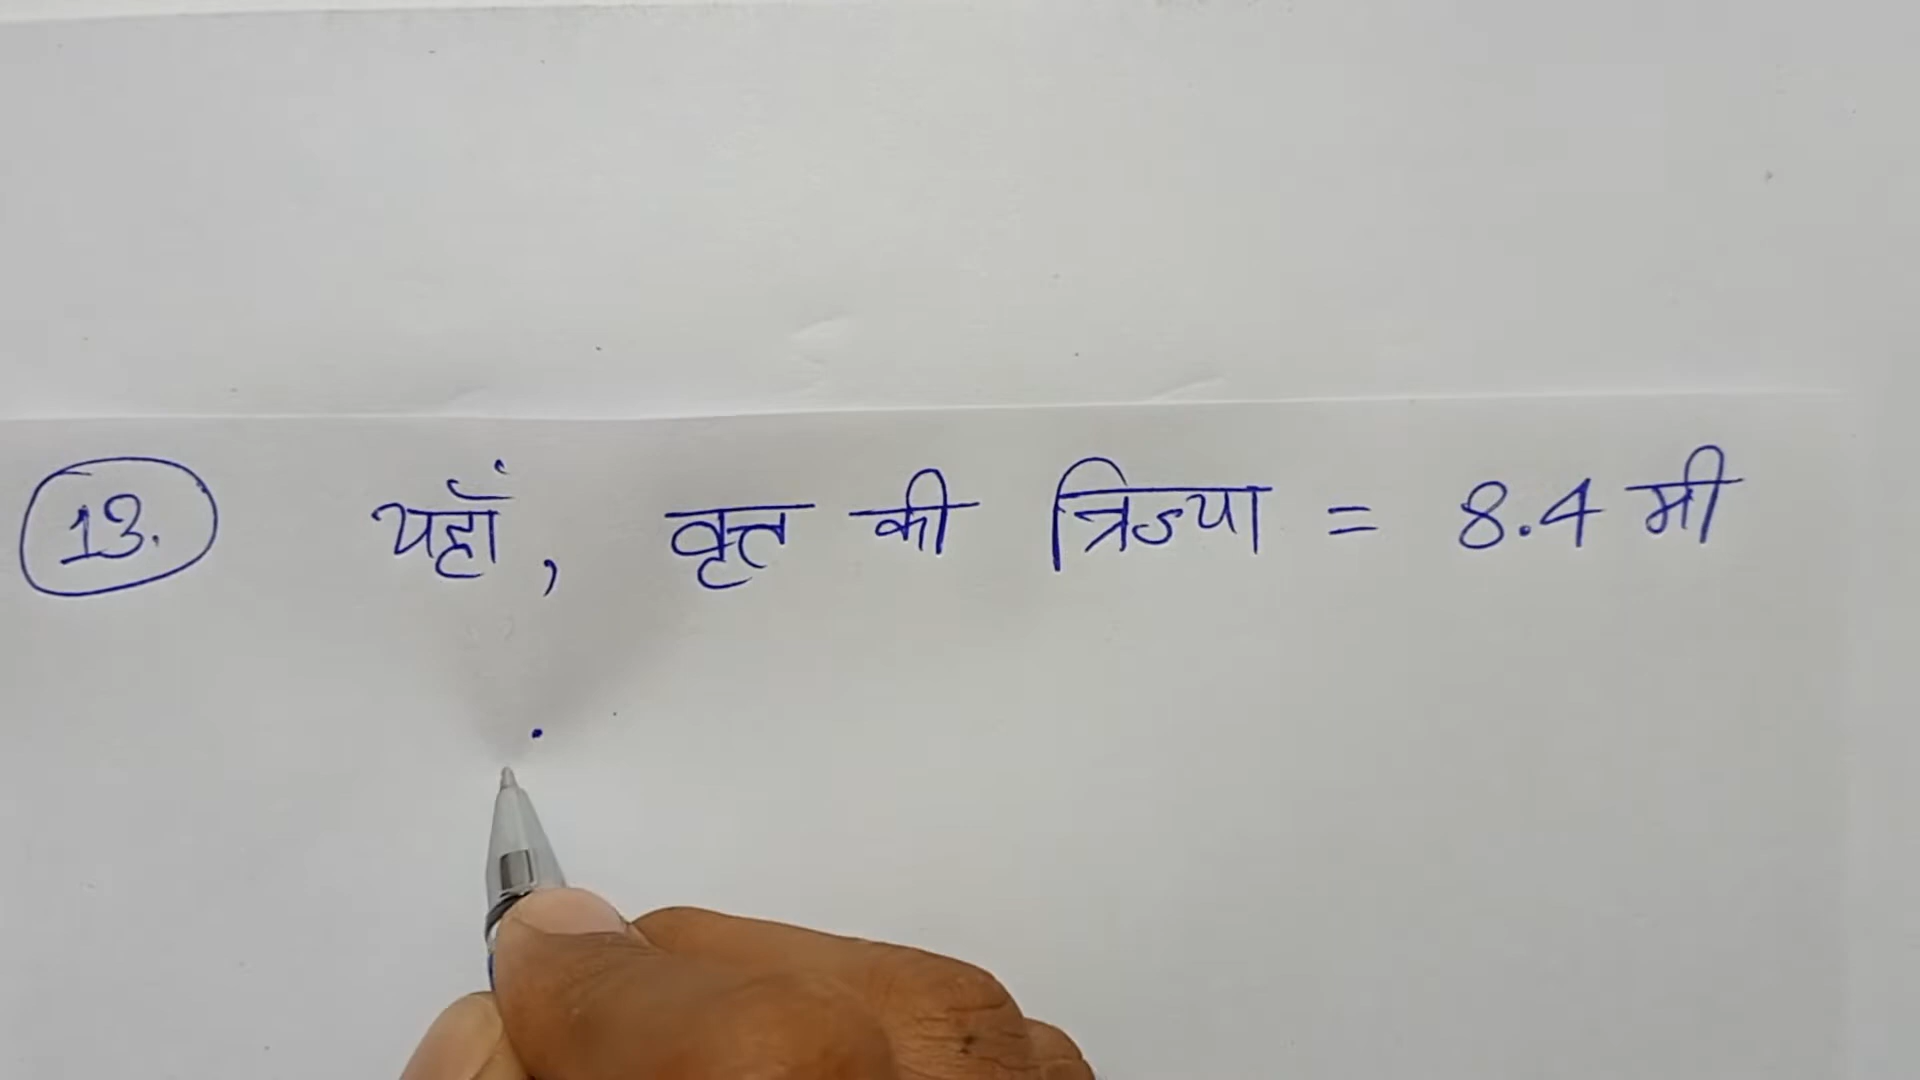 13. यहाँ, वृत्त की त्रिज्या = 8.4 मी